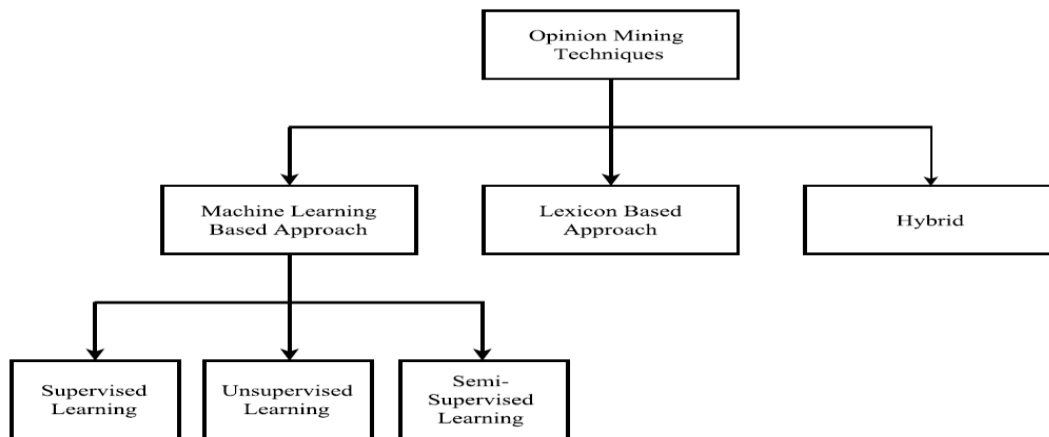 Opinion Mining
Techniques
Machine Learning
Based Approach
Lexicon Based
Approach
Hybrid
Supervised
Learning
Unsupervised
Learning
Semi-
Supervised
Learning